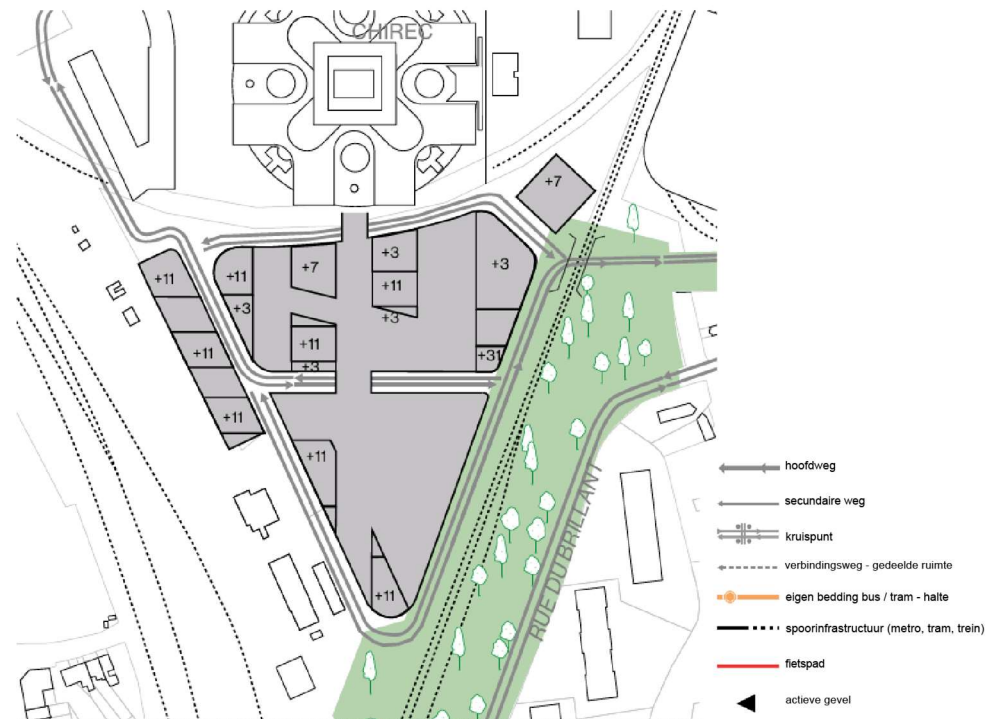 CHIREC
+7
+3
+11
+11
+7
+3
+11
+3
+3
+11
+11
+3
+31
+11
+11
+11
RUE DU BRILLANT
hoofdweg
secundaire weg
kruispunt
verbindingsweg - gedeelde ruimte
eigen bedding bus / tram - halte
spoorinfrastructuur (metro, tram, trein)
fietspad
actieve gevel